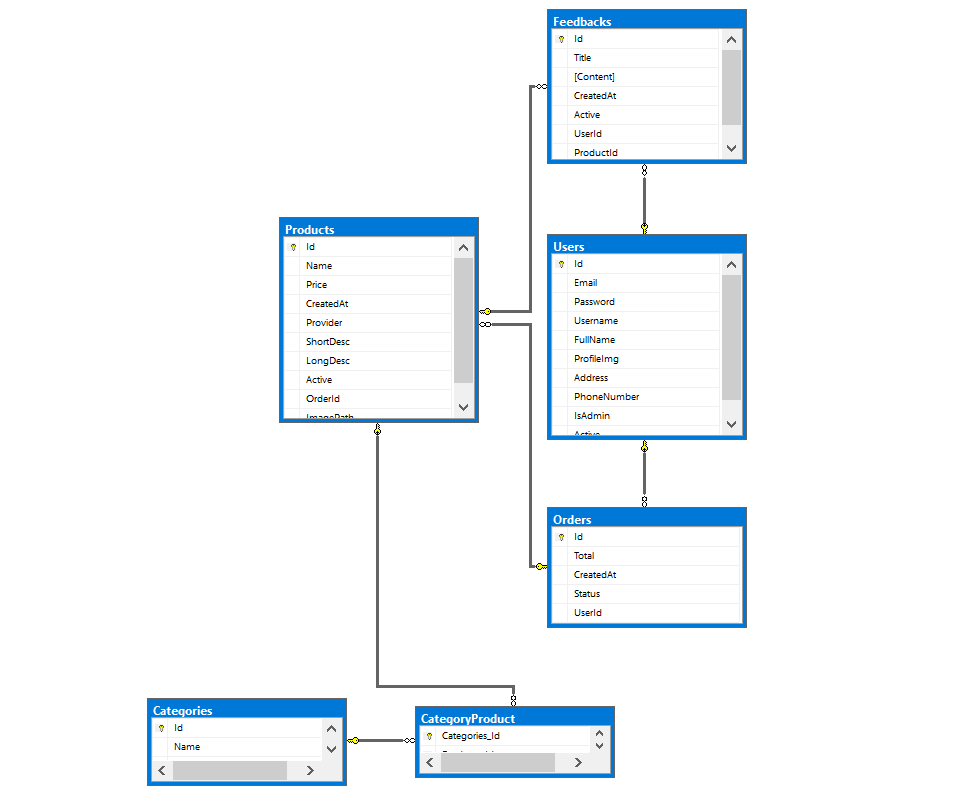 Feedbacks
Id
Title
[Content]
CreatedAt
Active
UserId
ProductId
Products
Id
Name
Price
CreatedAt
Provider
ShortDesc
LongDesc
Active
OrderId
ImagePath
Users
Id
Email
Password
Username
FullName
ProfileImg
Address
PhoneNumber
IsAdmin
Active
Orders
Id
Total
CreatedAt
Status
UserId
Categories
Id
Name
CategoryProduct
Categories_Id